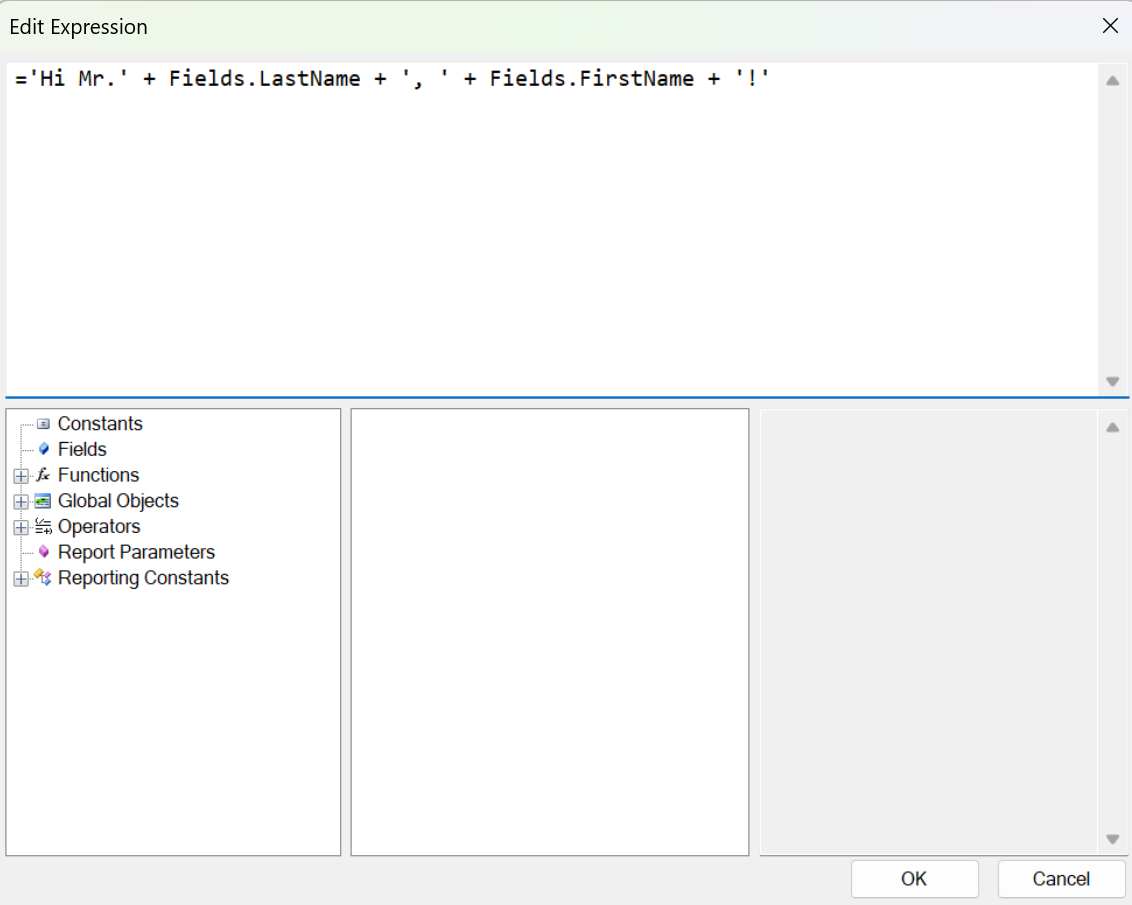 Edit Expression
='Hi Mr.' + Fields.LastName + ', ' + Fields.FirstName + '!'
Constants
Fields
fx Functions
Global Objects
Operators
Report Parameters
Reporting Constants
OK
Cancel